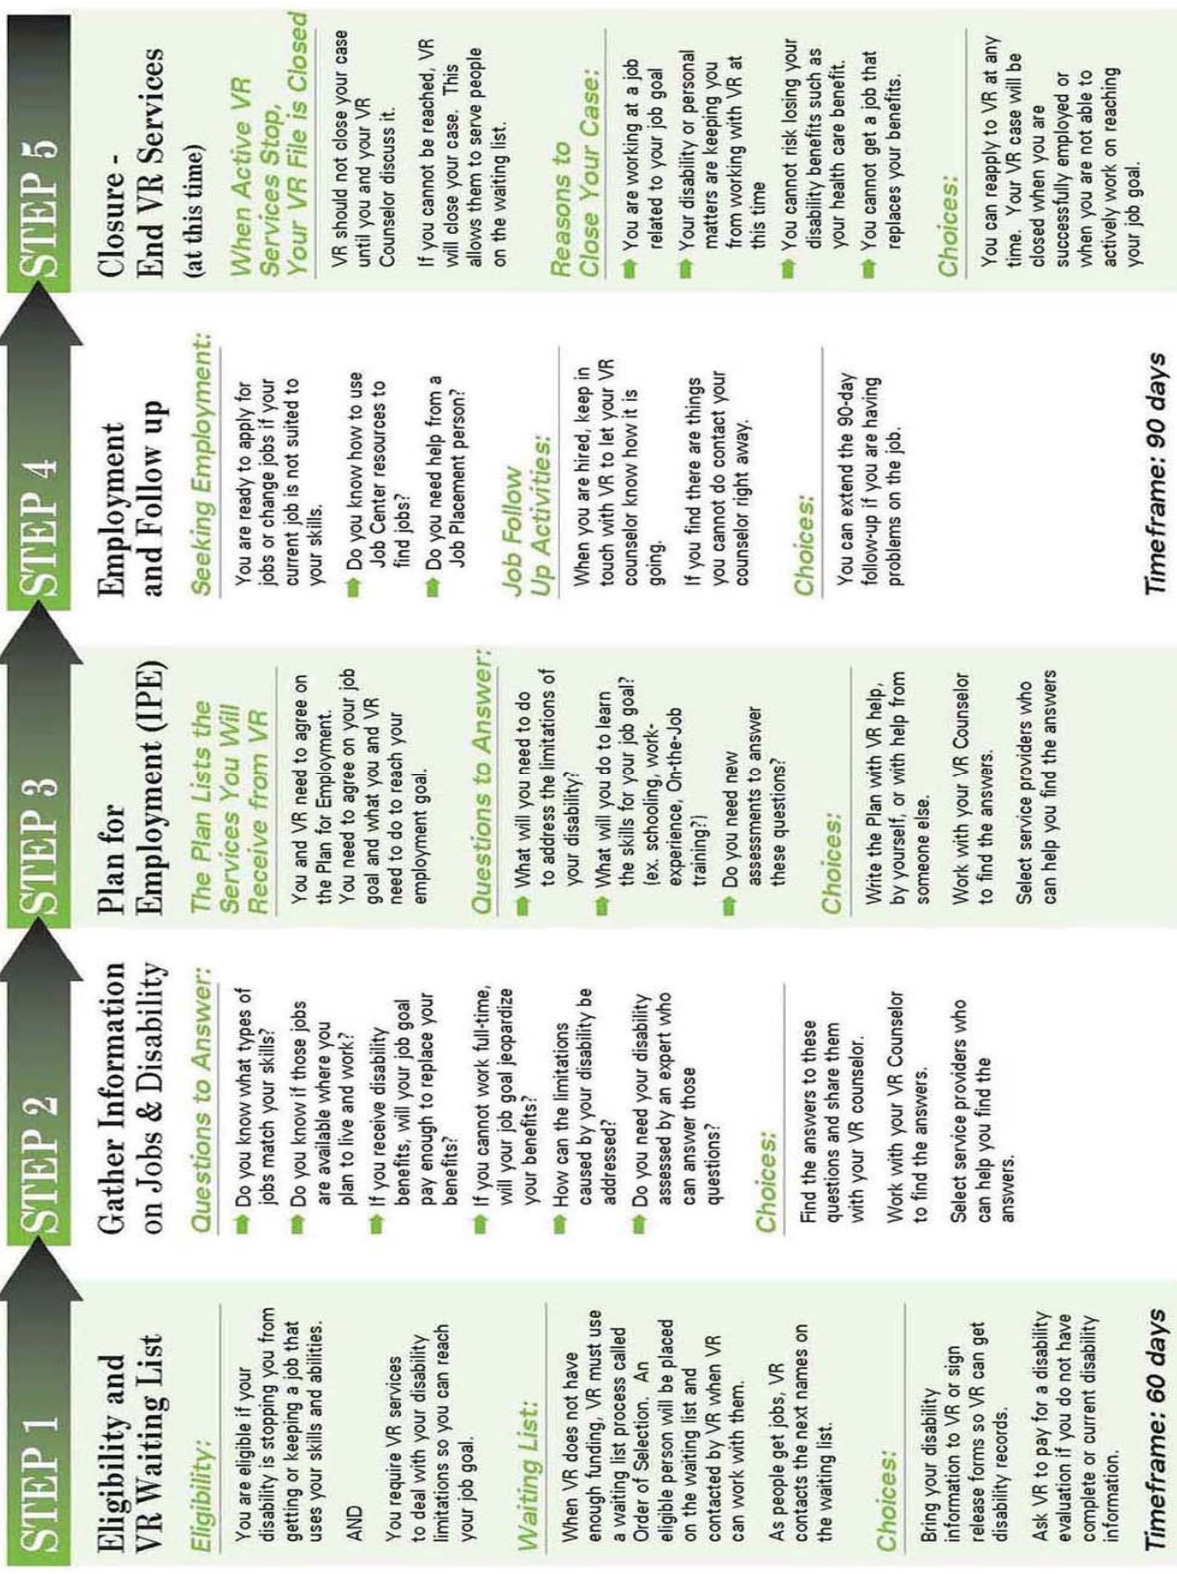 STEP 1
Eligibility and
VR Waiting List
Eligibility:
You are eligible if your
disability is stopping you from
getting or keeping a job that
uses your skills and abilities.
AND
You require VR services
to deal with your disability
limitations so you can reach
your job goal.
Waiting List:
When VR does not have
enough funding, VR must use
a waiting list process called
Order of Selection. An
eligible person will be placed
on the waiting list and
contacted by VR when VR
can work with them.
As people get jobs, VR
contacts the next names on
the waiting list.
Choices:
Bring your disability
information to VR or sign
release forms so VR can get
disability records.
Ask VR to pay for a disability
evaluation if you do not have
complete or current disability
information.
Timeframe: 60 days
STEP 2
Gather Information
on Jobs & Disability
Questions to Answer:
Do you know what types of
jobs match your skills?
Do you know if those jobs
are available where you
plan to live and work?
If you receive disability
benefits, will your job goal
pay enough to replace your
benefits?
If you cannot work full-time,
will your job goal jeopardize
your benefits?
How can the limitations
caused by your disability be
addressed?
Do you need your disability
assessed by an expert who
can answer those
questions?
Choices:
Find the answers to these
questions and share them
with your VR counselor.
Work with your VR Counselor
to find the answers.
Select service providers who
can help you find the
answers.
STEP 3
Plan for
Employment (IPE)
The Plan Lists the
Services You Will
Receive from VR
You and VR need to agree on
the Plan for Employment.
You need to agree on your job
goal and what you and VR
need to do to reach your
employment goal.
Questions to Answer:
What will you need to do
to address the limitations of
your disability?
What will you do to learn
the skills for your job goal?
(ex. schooling, work-
experience, On-the-Job
training?)
Do you need new
assessments to answer
these questions?
Choices:
Write the Plan with VR help,
by yourself, or with help from
someone else.
Work with your VR Counselor
to find the answers.
Select service providers who
can help you find the answers
STEP 4
Employment
and Follow up
Seeking Employment:
You are ready to apply for
jobs or change jobs if your
current job is not suited to
your skills.
Do you know how to use
Job Center resources to
find jobs?
Do you need help from a
Job Placement person?
Job Follow
Up Activities:
When you are hired, keep in
touch with VR to let your VR
counselor know how it is
going.
If you find there are things
you cannot do contact your
counselor right away.
Choices:
You can extend the 90-day
follow-up if you are having
problems on the job.
Timeframe: 90 days
STEP 5
Closure -
End VR Services
(at this time)
When Active VR
Services Stop,
Your VR File is Closed
VR should not close your case
until you and your VR
Counselor discuss it.
If you cannot be reached, VR
will close your case. This
allows them to serve people
on the waiting list.
Reasons to
Close Your Case:
You are working at a job
related to your job goal
Your disability or personal
matters are keeping you
from working with VR at
this time
You cannot risk losing your
disability benefits such as
your health care benefit.
You cannot get a job that
replaces your benefits.
Choices:
You can reapply to VR at any
time. Your VR case will be
closed when you are
successfully employed or
when you are not able to
actively work on reaching
your job goal.